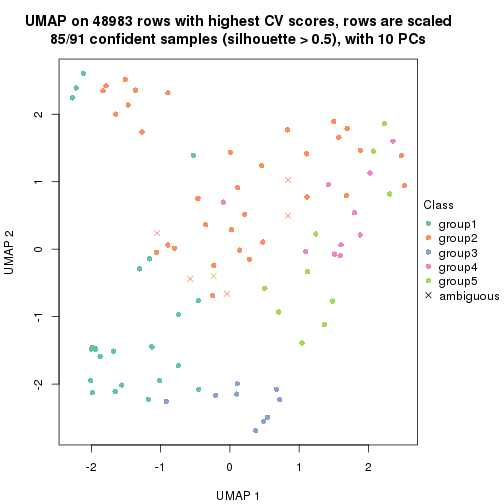 UMAP on 48983 rows with highest CV scores, rows are scaled
85/91 confident samples (silhouette > 0.5), with 10 PCs
UMAP 2
2
1
0
-1
-2
-2
-1
0
1
2
UMAP 1
Class
group1
group2
group3
group4
group5
ambiguous